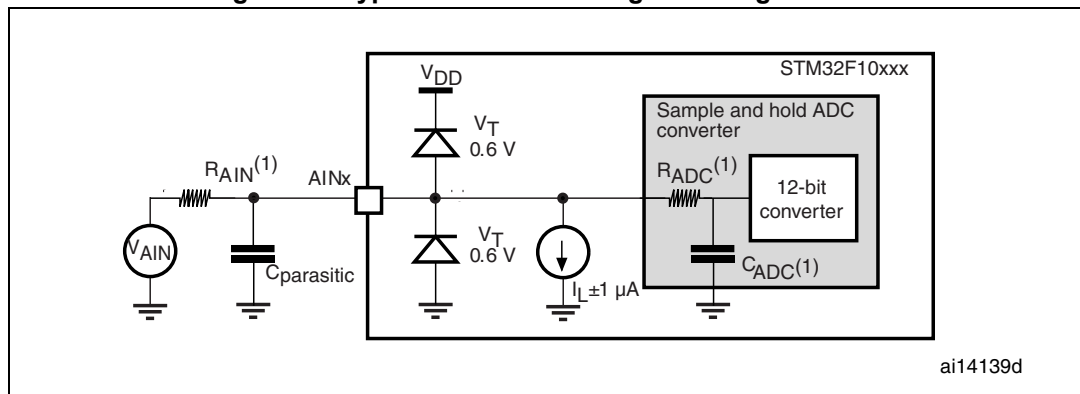 STM32F10xxx
VDD
Sample and hold ADC
converter
VT
0.6 V
RAIN(1)
AINx
RADC(1)
12-bit
converter
VAIN
Cparasitic
VT
0.6 V
IL±1 µA
CADC(1)
ai14139d